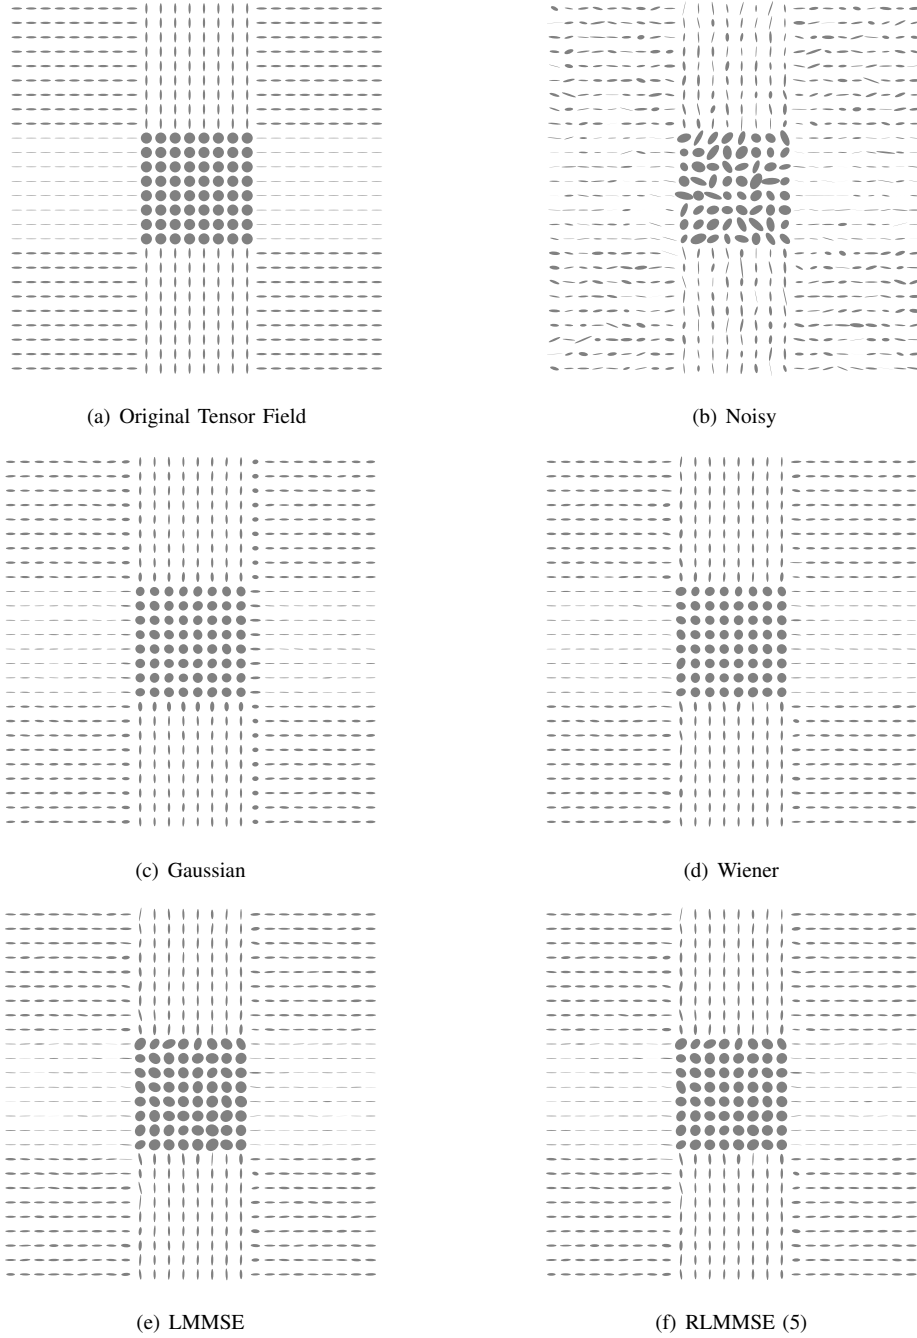 (a) Original Tensor Field
(b) Noisy
(c) Gaussian
(d) Wiener
(e) LMMSE
(f) RLMMSE (5)